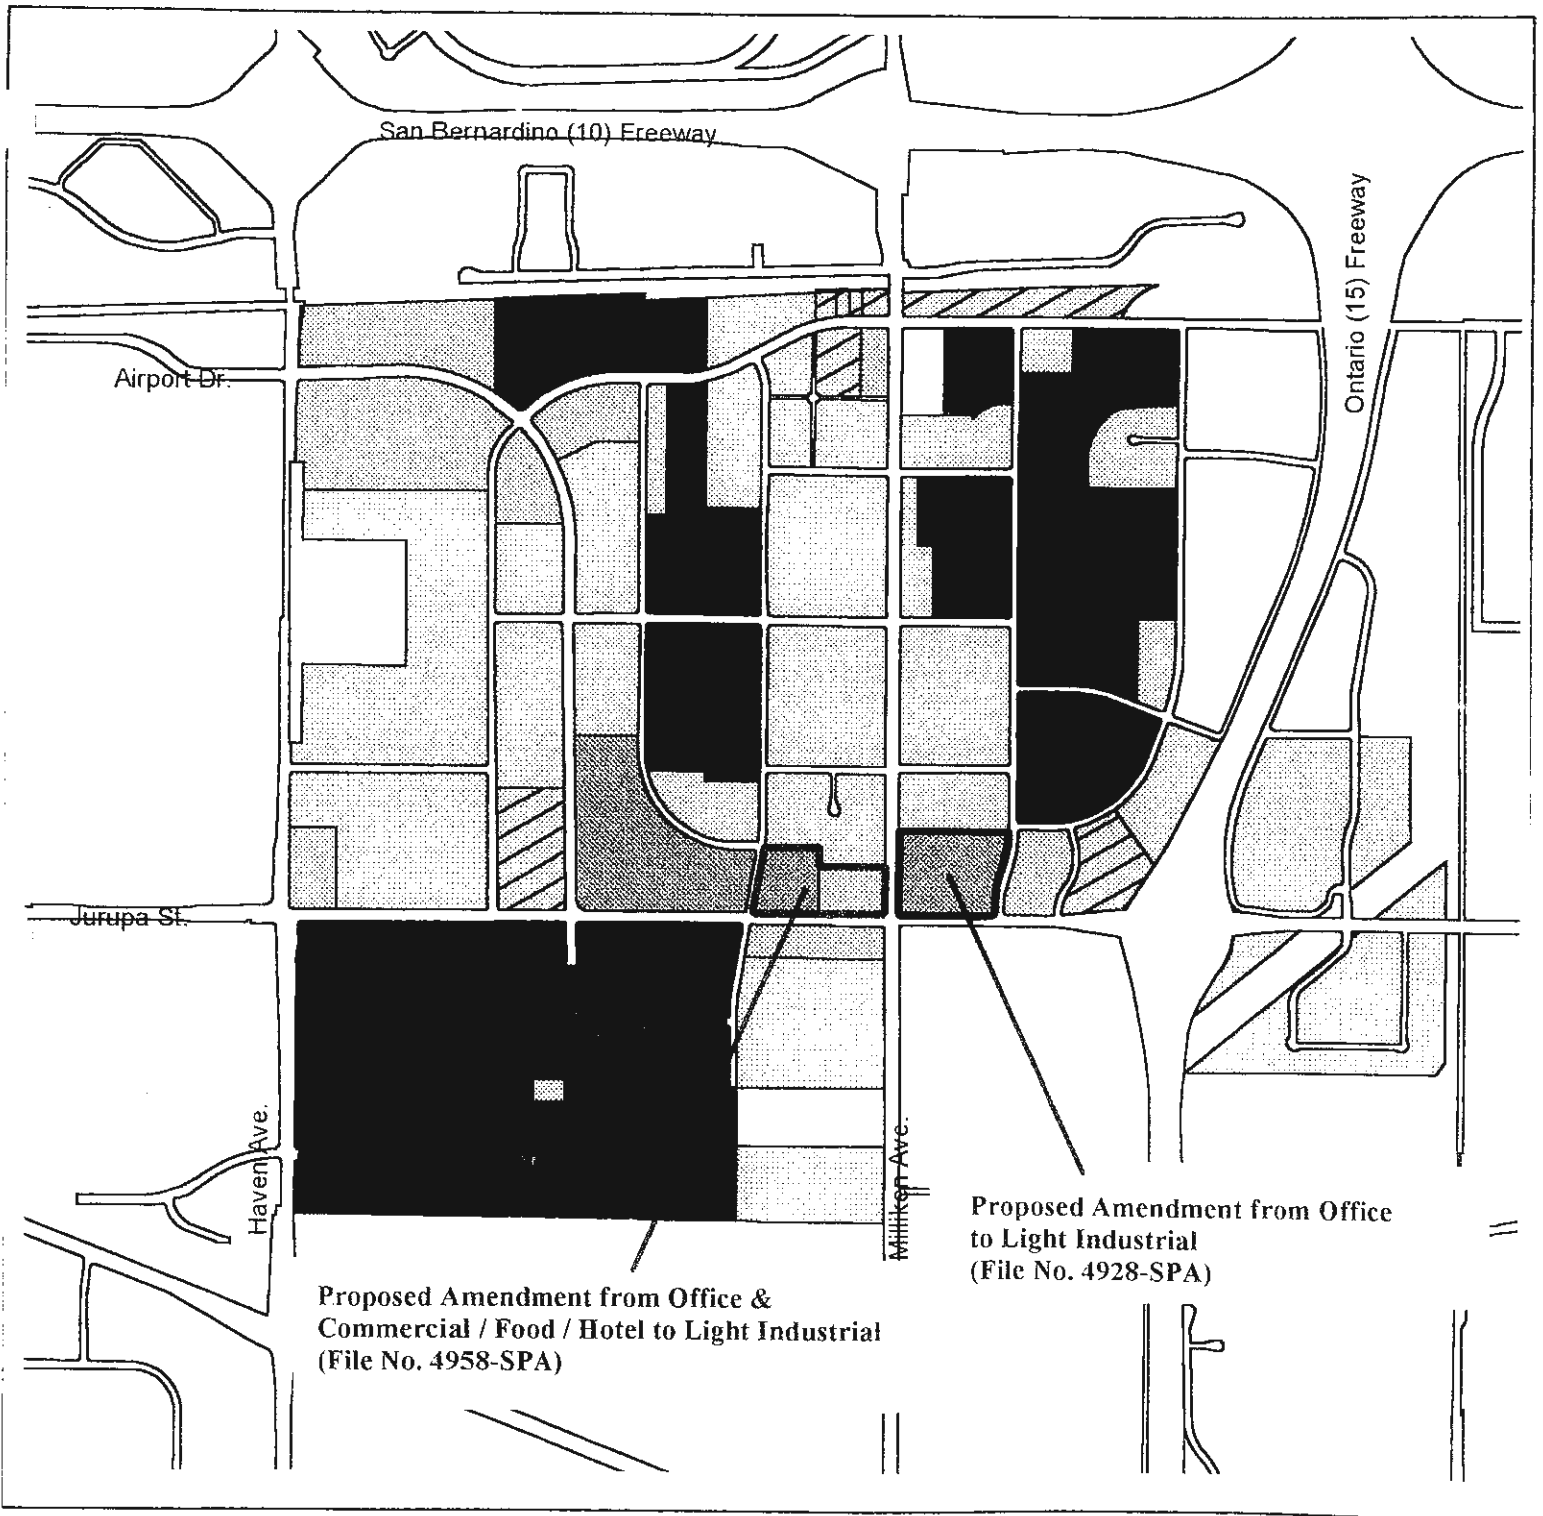 San Bernardino (10) Freeway
Ontario (15) Freeway
Airport Dr.
Jurupa St.
Haven Ave.
Milliken Ave.
Proposed Amendment from Office
to Light Industrial
(File No. 4928-SPA)
Proposed Amendment from Office &
Commercial / Food / Hotel to Light Industrial
(File No. 4958-SPA)